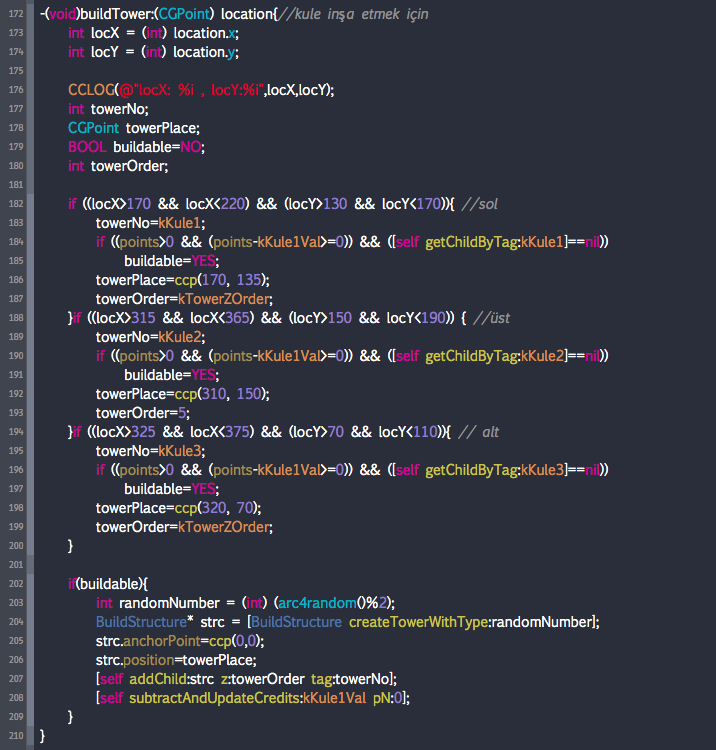 172 -(void)buildTower:(CGPoint) location{//kule inşa etmek için
173 int locX = (int) location.x;
174 int locY = (int) location.y;
175
176 CCLOG(@"locX: %i , locY:%i",locX,locY);
177 int towerNo;
178 CGPoint towerPlace;
179 BOOL buildable=NO;
180 int towerOrder;
181
182 if ((locX>170 && locX<220) && (locY>130 && locY<170)){ //sol
183 towerNo=kKule1;
184 if ((points>0 && (points-kKule1Val>=0)) && ([self getChildByTag:kKule1]==nil))
185 buildable=YES;
186 towerPlace=ccp(170, 135);
187 towerOrder=kTowerZOrder;
188 }if ((locX>315 && locX<365) && (locY>150 && locY<190)) { //üst
189 towerNo=kKule2;
190 if ((points>0 && (points-kKule1Val>=0)) && ([self getChildByTag:kKule2]==nil))
191 buildable=YES;
192 towerPlace=ccp(310, 150);
193 towerOrder=5;
194 }if ((locX>325 && locX<375) && (locY>70 && locY<110)){ // alt
195 towerNo=kKule3;
196 if ((points>0 && (points-kKule1Val>=0)) && ([self getChildByTag:kKule3]==nil))
197 buildable=YES;
198 towerPlace=ccp(320, 70);
199 towerOrder=kTowerZOrder;
200 }
201
202 if(buildable){
203 int randomNumber = (int) (arc4random()%2);
204 BuildStructure* strc = [BuildStructure createTowerWithType:randomNumber];
205 strc.anchorPoint=ccp(0,0);
206 strc.position=towerPlace;
207 [self addChild:strc z:towerOrder tag:towerNo];
208 [self subtractAndUpdateCredits:kKule1Val pN:0];
209 }
210 }